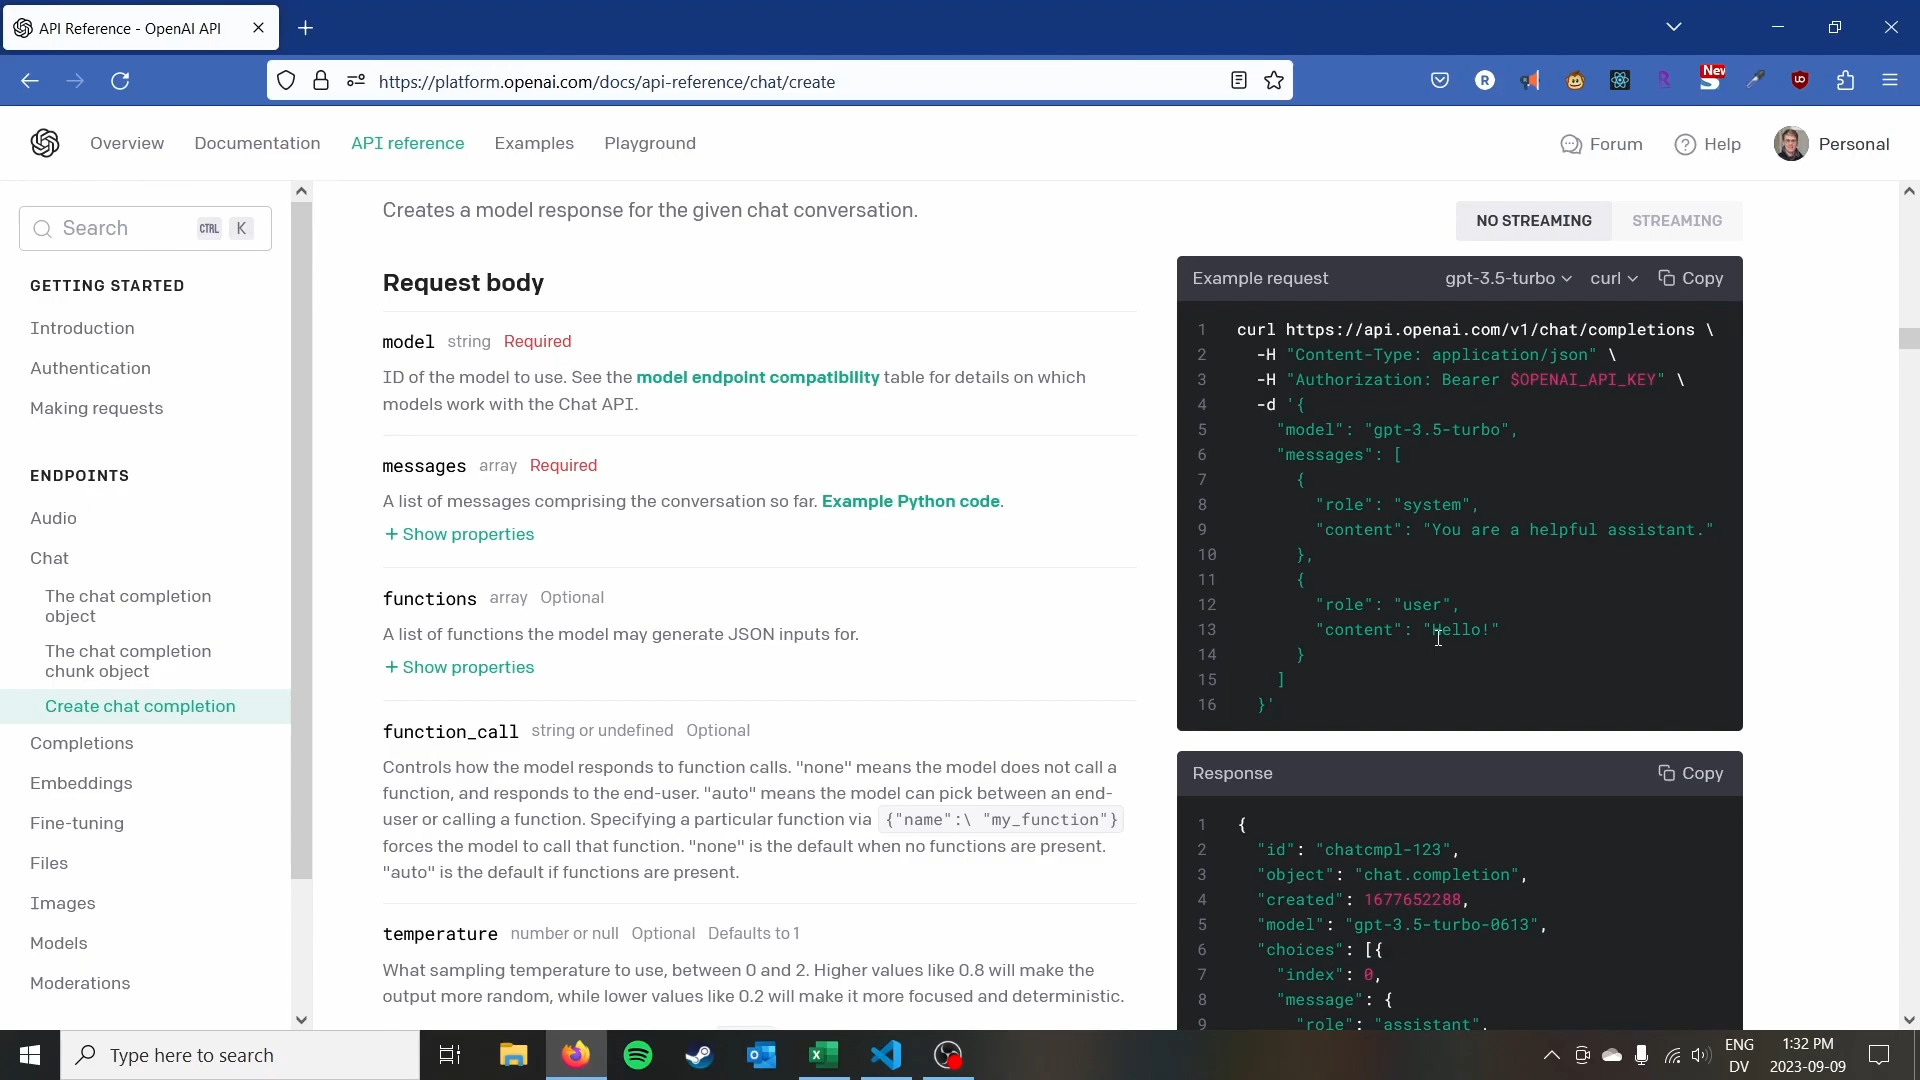 API Reference - OpenAI API
https://platform.openai.com/docs/api-reference/chat/create
New
Overview
Documentation
API reference
Examples
Playground
Forum
Help
Personal
Search
CTRL
K
GETTING STARTED
Introduction
Authentication
Making requests
ENDPOINTS
Audio
Chat
The chat completion
object
The chat completion
chunk object
Create chat completion
Completions
Embeddings
Fine-tuning
Files
Images
Models
Moderations
Creates a model response for the given chat conversation.
Request body
model string Required
ID of the model to use. See the model endpoint compatibility table for details on which
models work with the Chat API.
messages array Required
A list of messages comprising the conversation so far. Example Python code.
+ Show properties
functions array Optional
A list of functions the model may generate JSON inputs for.
+ Show properties
function_call string or undefined Optional
Controls how the model responds to function calls. "none" means the model does not call a
function, and responds to the end-user. "auto" means the model can pick between an end-
user or calling a function. Specifying a particular function via {"name":\ "my_function"}
forces the model to call that function. "none" is the default when no functions are present.
"auto" is the default if functions are present.
temperature number or null Optional Defaults to 1
What sampling temperature to use, between 0 and 2. Higher values like 0.8 will make the
output more random, while lower values like 0.2 will make it more focused and deterministic.
NO STREAMING
STREAMING
Example request
gpt-3.5-turbo
curl
Copy
1 curl https://api.openai.com/v1/chat/completions \
2 -H "Content-Type: application/json" \
3 -H "Authorization: Bearer $OPENAI_API_KEY" \
4 -d '{
5 "model": "gpt-3.5-turbo",
6 "messages": [
7 {
8 "role": "system",
9 "content": "You are a helpful assistant."
10 },
11 {
12 "role": "user",
13 "content": "Hello!"
14 }
15 ]
16 }'
Response
Copy
1 {
2 "id": "chatcmpl-123",
3 "object": "chat.completion",
4 "created": 1677652288,
5 "model": "gpt-3.5-turbo-0613",
6 "choices": [{
7 "index": 0,
8 "message": {
9 "role": "assistant",
Type here to search
ENG
DV
1:32 PM
2023-09-09